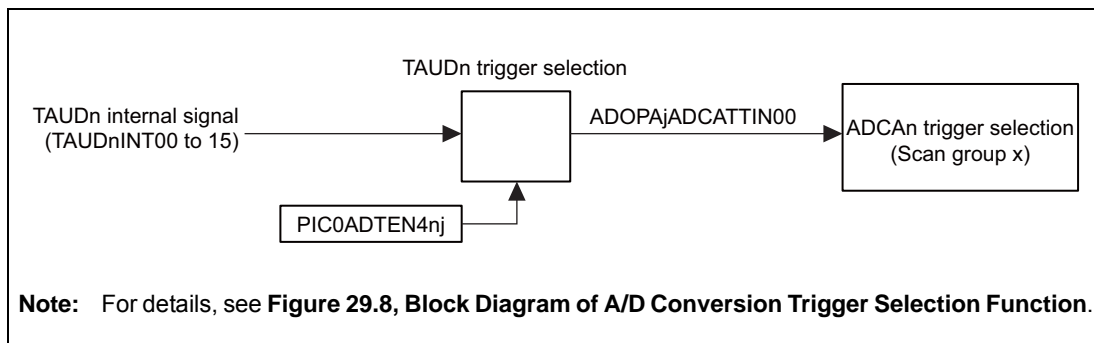 TAUDn trigger selection
TAUDn internal signal
(TAUDnINT00 to 15)
ADOPAjADCATTIN00
ADCAn trigger selection
(Scan group x)
PIC0ADTEN4nj
Note: For details, see Figure 29.8, Block Diagram of A/D Conversion Trigger Selection Function.